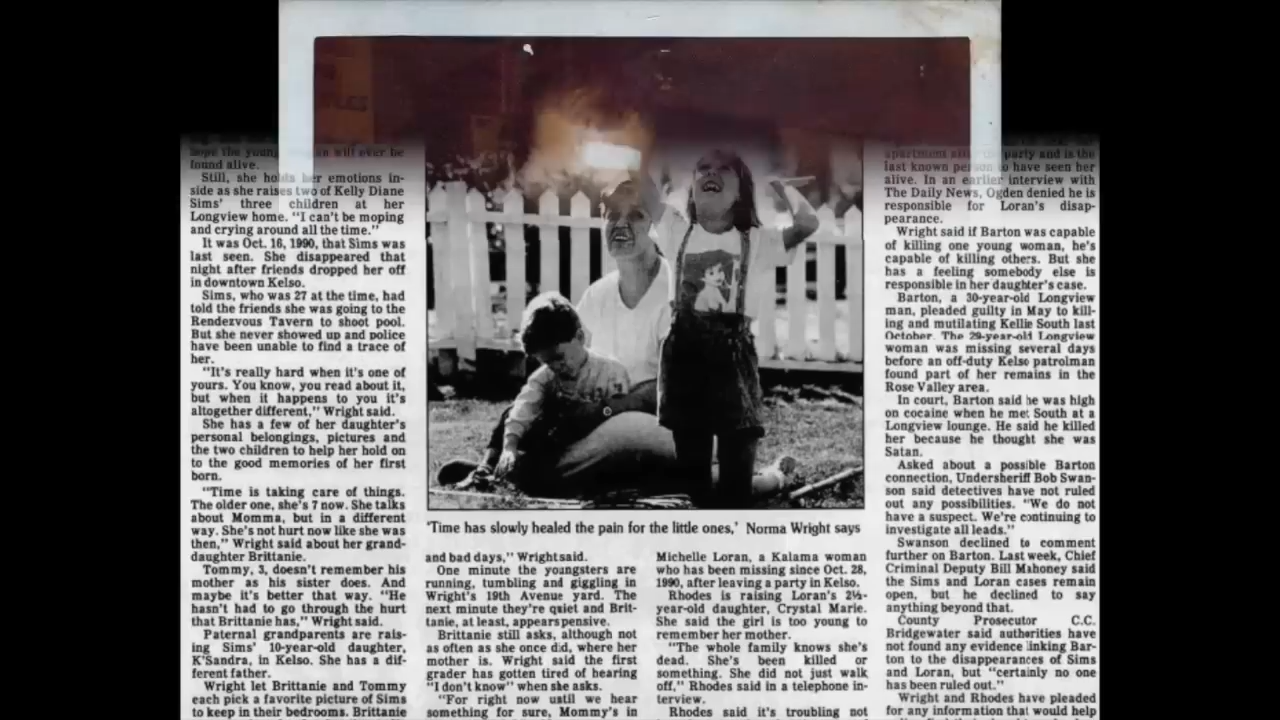 hope the young
will ever be
found alive.
Still, she holds her emotions in-
side as she raises two of Kelly Diane
Sims' three children at her
Longview home. "I can't be moping
and crying around all the time."
It was Oct. 16, 1990, that Sims was
last seen. She disappeared that
night after friends dropped her off
in downtown Kelso.
Sims, who was 27 at the time, had
told the friends she was going to the
Rendezvous Tavern to shoot pool.
But she never showed up and police
have been unable to find a trace of
her.
"It's really hard when it's one of
yours. You know, you read about it,
but when it happens to you it's
altogether different," Wright said.
She has a few of her daughter's
personal belongings, pictures and
the two children to help her hold on
to the good memories of her first
born.
"Time is taking care of things.
The older one, she's 7 now. She talks
about Momma, but in a different
way. She's not hurt now like she was
then," Wright said about her grand-
daughter Brittanie.
Tommy, 3, doesn't remember his
mother as his sister does. And
maybe it's better that way. "He
hasn't had to go through the hurt
that Brittanie has," Wright said.
Paternal grandparents are rais-
ing Sims' 10-year-old daughter,
K'Sandra, in Kelso. She has a dif-
ferent father.
Wright let Brittanie and Tommy
each pick a favorite picture of Sims
to keep in their bedrooms. Brittanie
'Time has slowly healed the pain for the little ones,' Norma Wright says
and bad days," Wright said.
One minute the youngsters are
running, tumbling and giggling in
Wright's 19th Avenue yard. The
next minute they're quiet and Brit-
tanie, at least, appears pensive.
Brittanie still asks, although not
as often as she once did, where her
mother is. Wright said the first
grader has gotten tired of hearing
"I don't know" when she asks.
"For right now until we hear
something for sure, Mommy's in
Michelle Loran, a Kalama woman
who has been missing since Oct. 28,
1990, after leaving a party in Kelso.
Rhodes is raising Loran's 2½-
year-old daughter, Crystal Marie.
She said the girl is too young to
remember her mother.
"The whole family knows she's
dead. She's been killed or
something. She did not just walk
off," Rhodes said in a telephone in-
terview.
Rhodes said it's troubling not
apartment after the party and is the
last known person to have seen her
alive. In an earlier interview with
The Daily News, Ogden denied he is
responsible for Loran's disap-
pearance.
Wright said if Barton was capable
of killing one young woman, he's
capable of killing others. But she
has a feeling somebody else is
responsible in her daughter's case.
Barton, a 30-year-old Longview
man, pleaded guilty in May to kill-
ing and mutilating Kellie South last
October. The 29-year-old Longview
woman was missing several days
before an off-duty Kelso patrolman
found part of her remains in the
Rose Valley area.
In court, Barton said he was high
on cocaine when he met South at a
Longview lounge. He said he killed
her because he thought she was
Satan.
Asked about a possible Barton
connection, Undersheriff Bob Swan-
son said detectives have not ruled
out any possibilities. "We do not
have a suspect. We're continuing to
investigate all leads."
Swanson declined to comment
further on Barton. Last week, Chief
Criminal Deputy Bill Mahoney said
the Sims and Loran cases remain
open, but he declined to say
anything beyond that.
County Prosecutor C.C.
Bridgewater said authorities have
not found any evidence linking Bar-
ton to the disappearances of Sims
and Loran, but "certainly no one
has been ruled out."
Wright and Rhodes have pleaded
for any information that would help